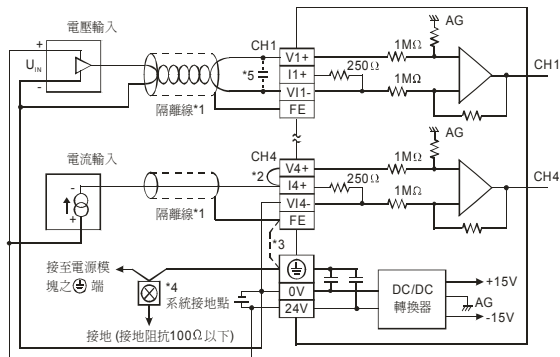 電壓輸入
+
U IN
-
隔離線*1
CH1
*5
V1+
I1+
VI1-
FE
250Ω
1MΩ
1MΩ
AG
CH1
電流輸入
-
+
隔離線*1
CH4
*2
V4+
I4+
VI4-
FE
250Ω
1MΩ
1MΩ
AG
CH4
*3
接至電源模
塊之 端
*4
系統接地點
接地 (接地阻抗100Ω以下)
0V
24V
DC/DC
轉換器
+15V
AG
-15V